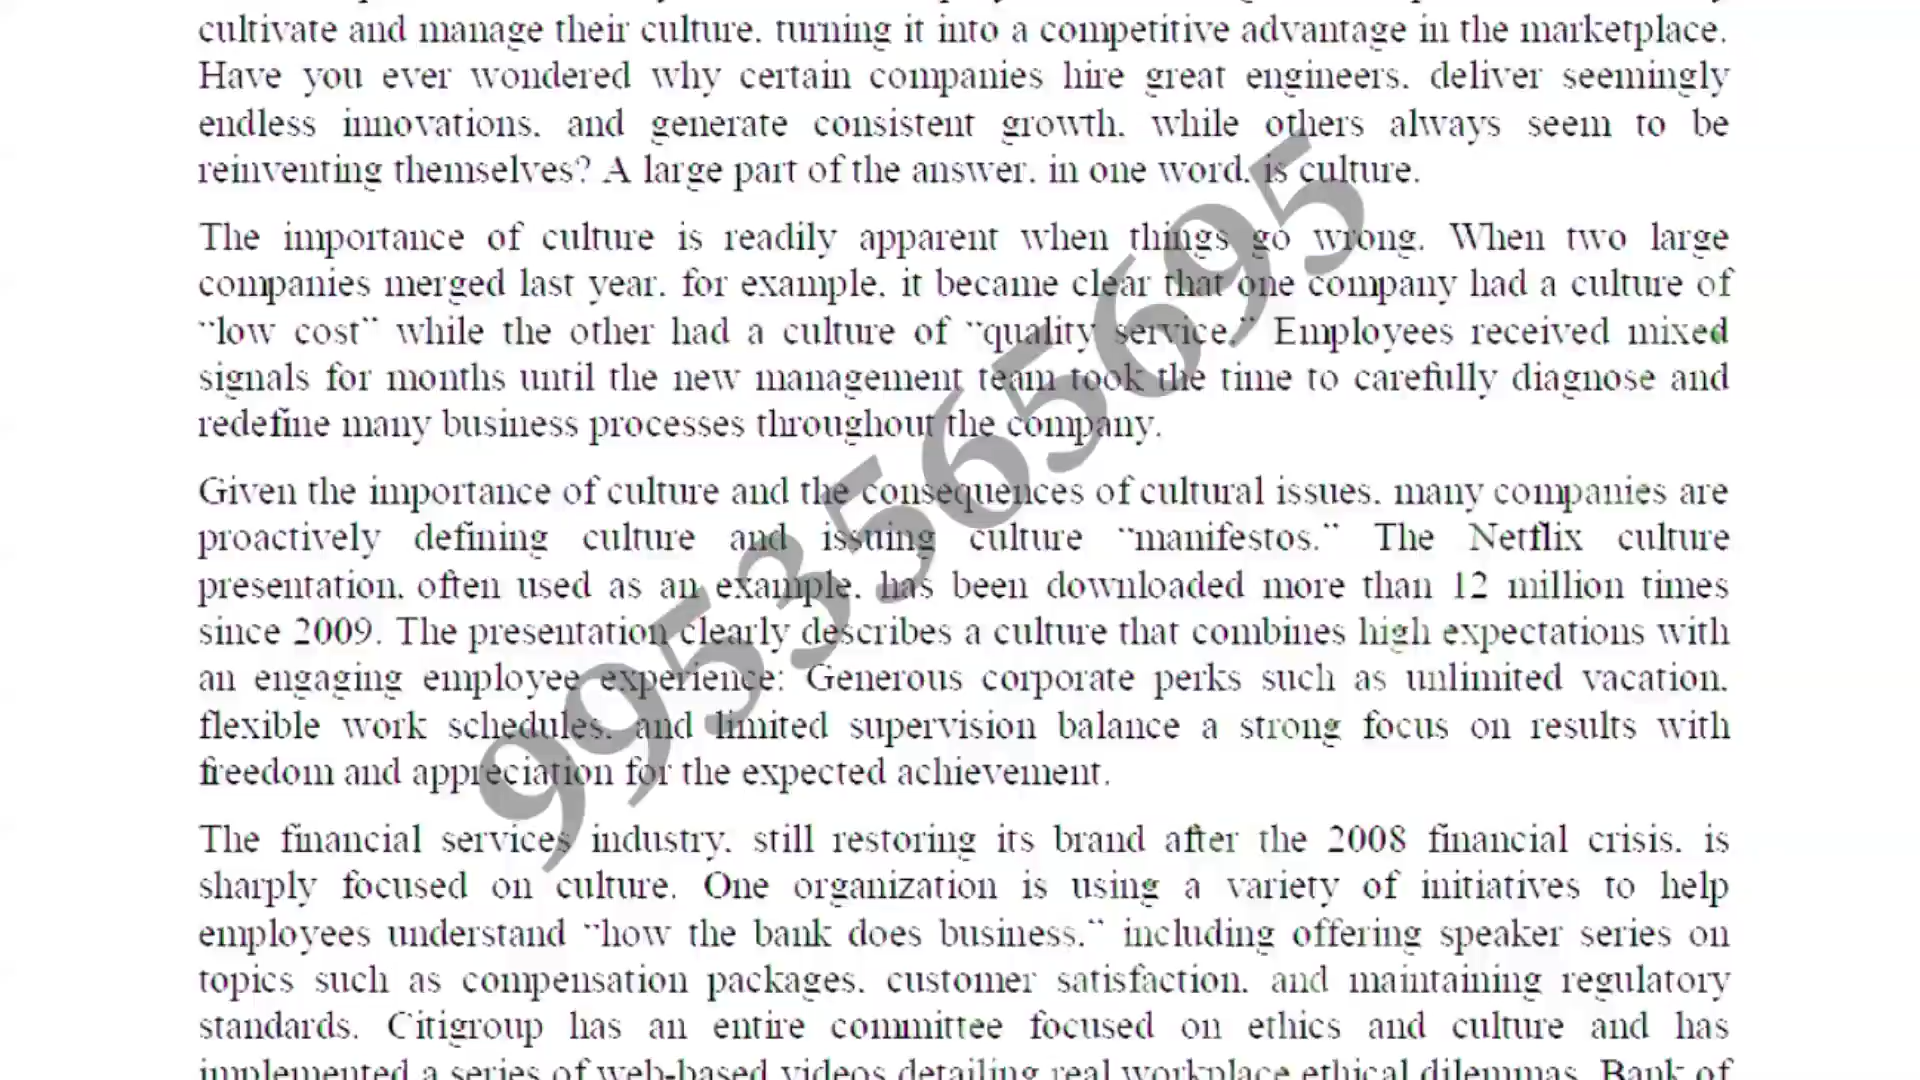 cultivate and manage their culture, turning it into a competitive advantage in the marketplace.
Have you ever wondered why certain companies hire great engineers, deliver seemingly
endless innovations, and generate consistent growth, while others always seem to be
reinventing themselves? A large part of the answer, in one word, is culture.
The importance of culture is readily apparent when things go wrong. When two large
companies merged last year, for example, it became clear that one company had a culture of
“low cost” while the other had a culture of “quality service.” Employees received mixed
signals for months until the new management team took the time to carefully diagnose and
redefine many business processes throughout the company.
Given the importance of culture and the consequences of cultural issues, many companies are
proactively defining culture and issuing culture “manifestos.” The Netflix culture
presentation, often used as an example, has been downloaded more than 12 million times
since 2009. The presentation clearly describes a culture that combines high expectations with
an engaging employee experience: Generous corporate perks such as unlimited vacation,
flexible work schedules, and limited supervision balance a strong focus on results with
freedom and appreciation for the expected achievement.
The financial services industry, still restoring its brand after the 2008 financial crisis, is
sharply focused on culture. One organization is using a variety of initiatives to help
employees understand “how the bank does business,” including offering speaker series on
topics such as compensation packages, customer satisfaction, and maintaining regulatory
standards. Citigroup has an entire committee focused on ethics and culture and has
implemented a series of web-based videos detailing real workplace ethical dilemmas. Bank of
9953565695